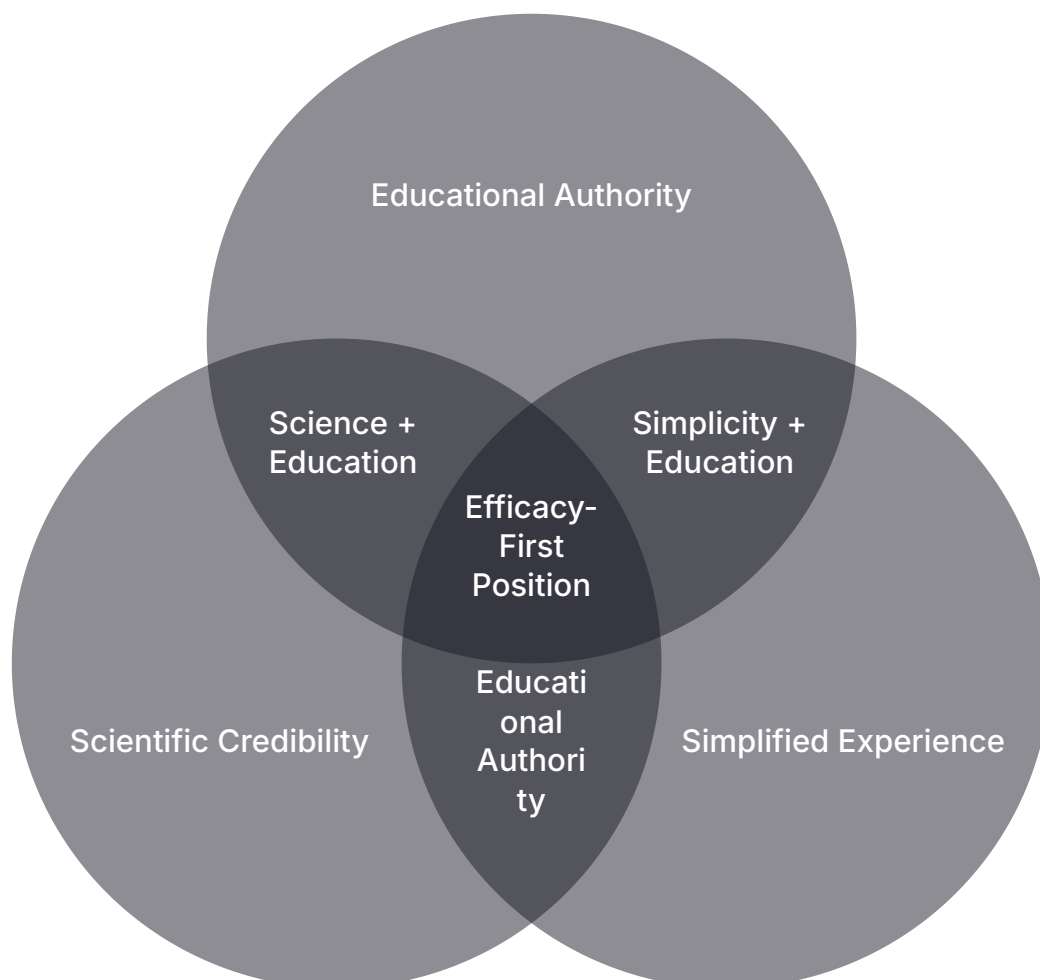 Educational Authority
Science +
Education
Simplicity +
Education
Efficacy-
First
Position
Educati
onal
Authori
ty
Scientific Credibility
Simplified Experience